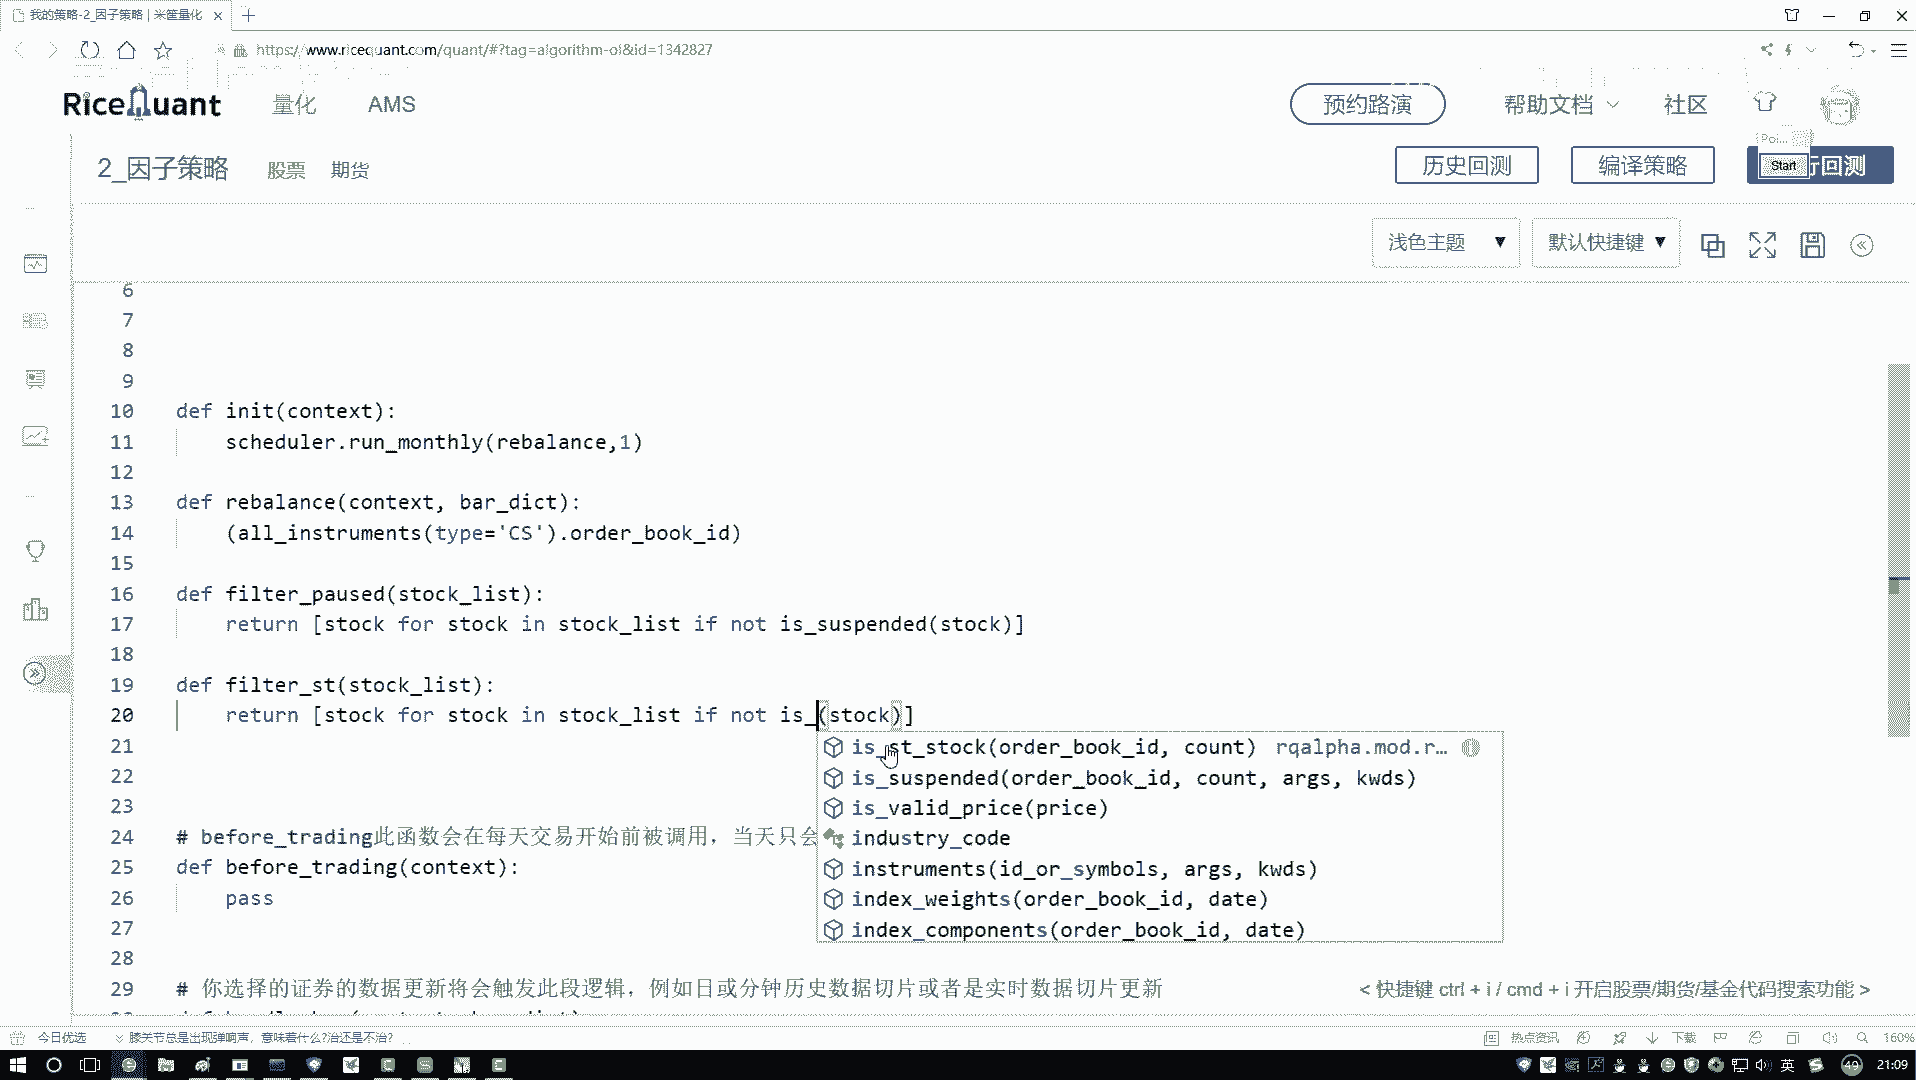 我的策略-2_因子策略 | 米筐量化
https://www.ricequant.com/quant/#?tag=algorithm-ol&id=1342827
RiceQuant 量化 AMS 预约路演 帮助文档 社区
Poi...
2_因子策略 股票 期货 历史回测 编译策略 Start 行回测
浅色主题 ▼ 默认快捷键 ▼
6
7
8
9
10 def init(context):
11 scheduler.run_monthly(rebalance,1)
12
13 def rebalance(context, bar_dict):
14 (all_instruments(type='CS').order_book_id)
15
16 def filter_paused(stock_list):
17 return [stock for stock in stock_list if not is_suspended(stock)]
18
19 def filter_st(stock_list):
20 return [stock for stock in stock_list if not is_(stock)]
21 is_st_stock(order_book_id, count) rqalpha.mod.r…
22 is_suspended(order_book_id, count, args, kwds)
23 is_valid_price(price)
24 # before_trading此函数会在每天交易开始前被调用，当天只会 industry_code
25 def before_trading(context): instruments(id_or_symbols, args, kwds)
26 pass index_weights(order_book_id, date)
27 index_components(order_book_id, date)
28
29 # 你选择的证券的数据更新将会触发此段逻辑，例如日或分钟历史数据切片或者是实时数据切片更新 < 快捷键 ctrl + i / cmd + i 开启股票/期货/基金代码搜索功能 >
今日优选 膝关节总是出现弹响声，意味着什么?治还是不治? 热点资讯 下载 160%
英 49 21:09